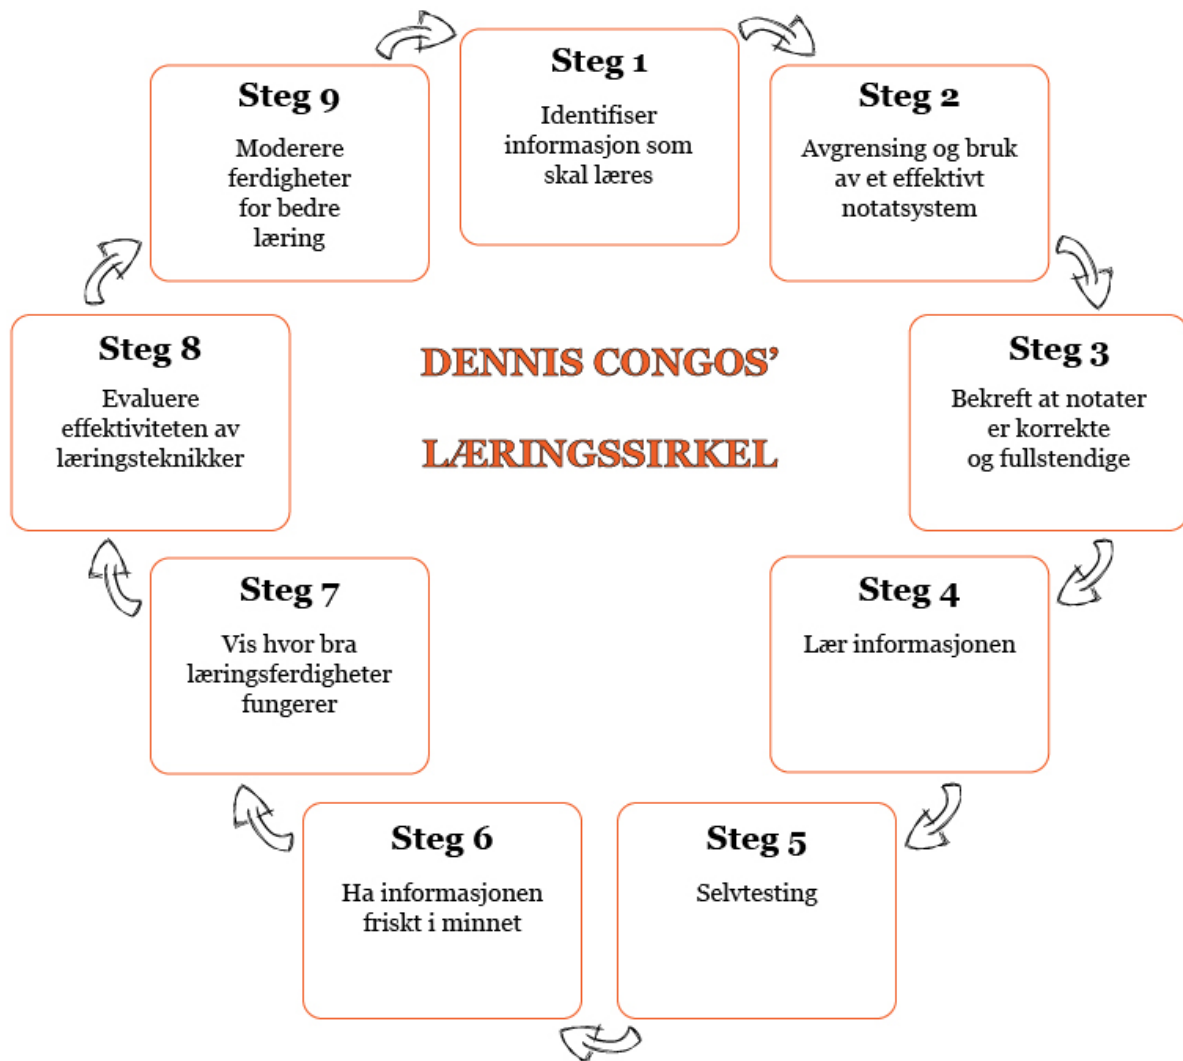 Steg 1
Identifiser
informasjon som
skal læres
Steg 2
Avgrensing og bruk
av et effektivt
notatsystem
Steg 3
Bekreft at notater
er korrekte
og fullstendige
Steg 4
Lær informasjonen
Steg 5
Selvtesting
Steg 6
Ha informasjonen
friskt i minnet
Steg 7
Vis hvor bra
læringsferdigheter
fungerer
Steg 8
Evaluere
effektiviteten av
læringsteknikker
Steg 9
Moderere
ferdigheter
for bedre
læring
DENNIS CONGOS’
LÆRINGSSIRKEL